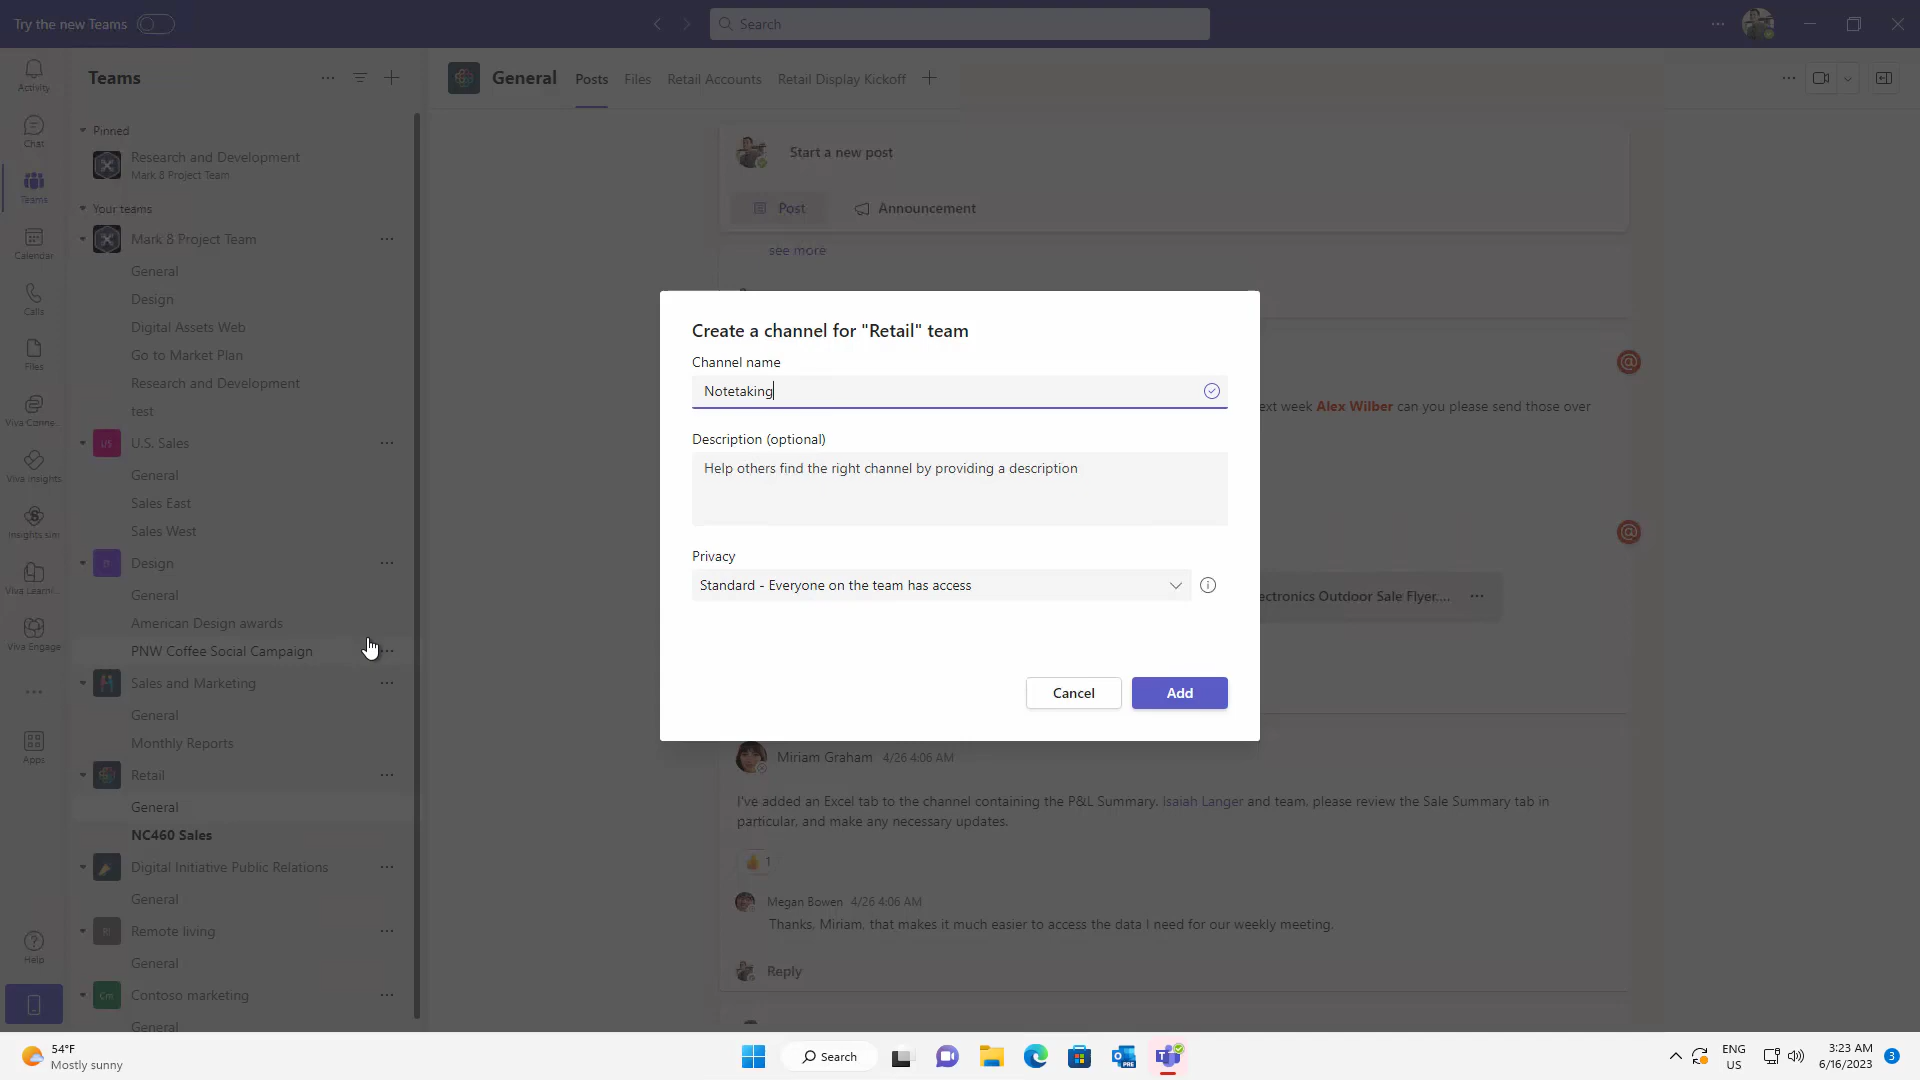 Try the new Teams
Search
Activity
Chat
Teams
Calendar
Calls
Files
Viva Conne...
Viva Insights
Insights sim
Viva Learni...
Viva Engage
Apps
Help
Teams
Pinned
Research and Development
Mark 8 Project Team
Your teams
Mark 8 Project Team
General
Design
Digital Assets Web
Go to Market Plan
Research and Development
test
US
U.S. Sales
General
Sales East
Sales West
D
Design
General
American Design awards
PNW Coffee Social Campaign
Sales and Marketing
General
Monthly Reports
Retail
General
NC460 Sales
Digital Initiative Public Relations
General
Remote living
General
Cm
Contoso marketing
General
General
Posts
Files
Retail Accounts
Retail Display Kickoff
Start a new post
Post
Announcement
see more
Create a channel for "Retail" team
Channel name
Notetaking
Description (optional)
Help others find the right channel by providing a description
Privacy
Standard - Everyone on the team has access
Cancel
Add
ext week Alex Wilber can you please send those over
ectronics Outdoor Sale Flyer....
Miriam Graham 4/26 4:06 AM
I've added an Excel tab to the channel containing the P&L Summary. Isaiah Langer and team, please review the Sale Summary tab in
particular, and make any necessary updates.
1
Megan Bowen 4/26 4:06 AM
Thanks, Miriam, that makes it much easier to access the data I need for our weekly meeting.
Reply
54°F
Mostly sunny
Search
ENG
US
3:23 AM
6/16/2023
3